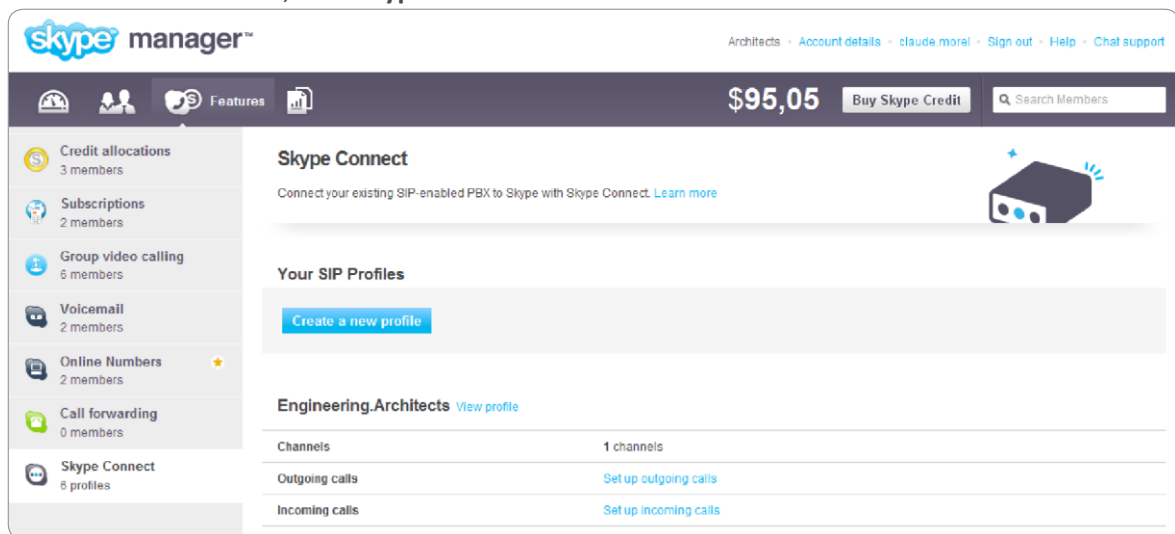 skype manager™
Architects · Account details · claude.morel · Sign out · Help · Chat support
Features
$95,05
Buy Skype Credit
Search Members
Credit allocations
3 members
Subscriptions
2 members
Group video calling
6 members
Voicemail
2 members
Online Numbers
2 members
Call forwarding
0 members
Skype Connect
6 profiles
Skype Connect
Connect your existing SIP-enabled PBX to Skype with Skype Connect. Learn more
Your SIP Profiles
Create a new profile
Engineering.Architects View profile
Channels 1 channels
Outgoing calls Set up outgoing calls
Incoming calls Set up incoming calls